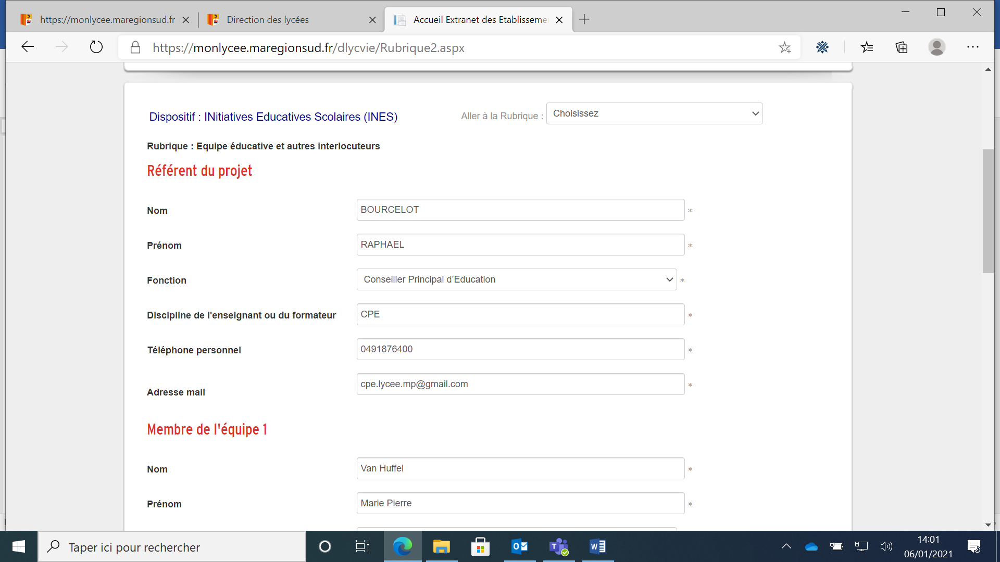 https://monlycee.maregionsud.fr
Direction des lycées
Accueil Extranet des Etablisseme
https://monlycee.maregionsud.fr/dlycvie/Rubrique2.aspx
Dispositif : INitiatives Educatives Scolaires (INES)
Aller à la Rubrique : Choisissez
Rubrique : Equipe éducative et autres interlocuteurs
Référent du projet
Nom BOURCELOT *
Prénom RAPHAEL *
Fonction Conseiller Principal d'Education *
Discipline de l'enseignant ou du formateur CPE *
Téléphone personnel 0491876400 *
Adresse mail cpe.lycee.mp@gmail.com *
Membre de l'équipe 1
Nom Van Huffel *
Prénom Marie Pierre *
Taper ici pour rechercher
14:01
06/01/2021